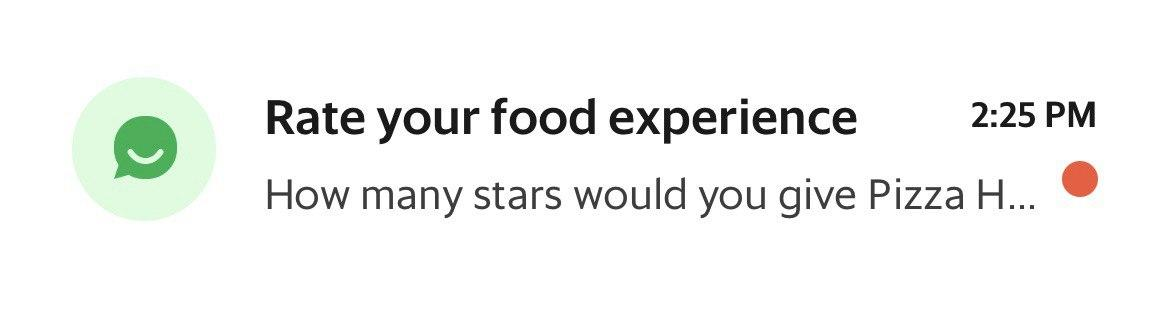 Rate your food experience 2:25 PM
How many stars would you give Pizza H...